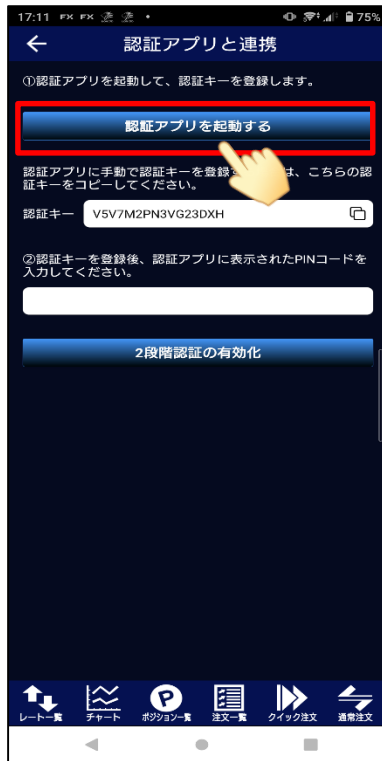 17:11 FX FX 75%
認証アプリと連携
①認証アプリを起動して、認証キーを登録します。
認証アプリを起動する
認証アプリに手動で認証キーを登録す は、こちらの認
証キーをコピーしてください。
認証キー V5V7M2PN3VG23DXH
②認証キーを登録後、認証アプリに表示されたPINコードを
入力してください。
2段階認証の有効化
レート一覧 チャート ポジション一覧 注文一覧 クイック注文 通常注文